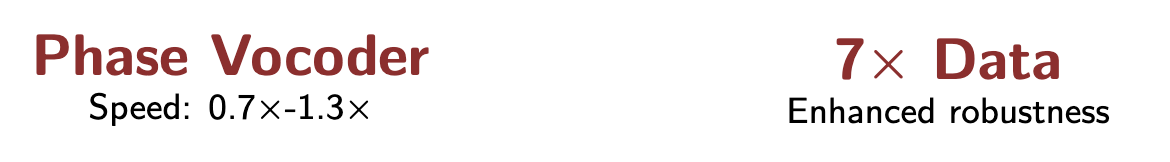 Phase Vocoder
Speed: 0.7×-1.3×
7× Data
Enhanced robustness